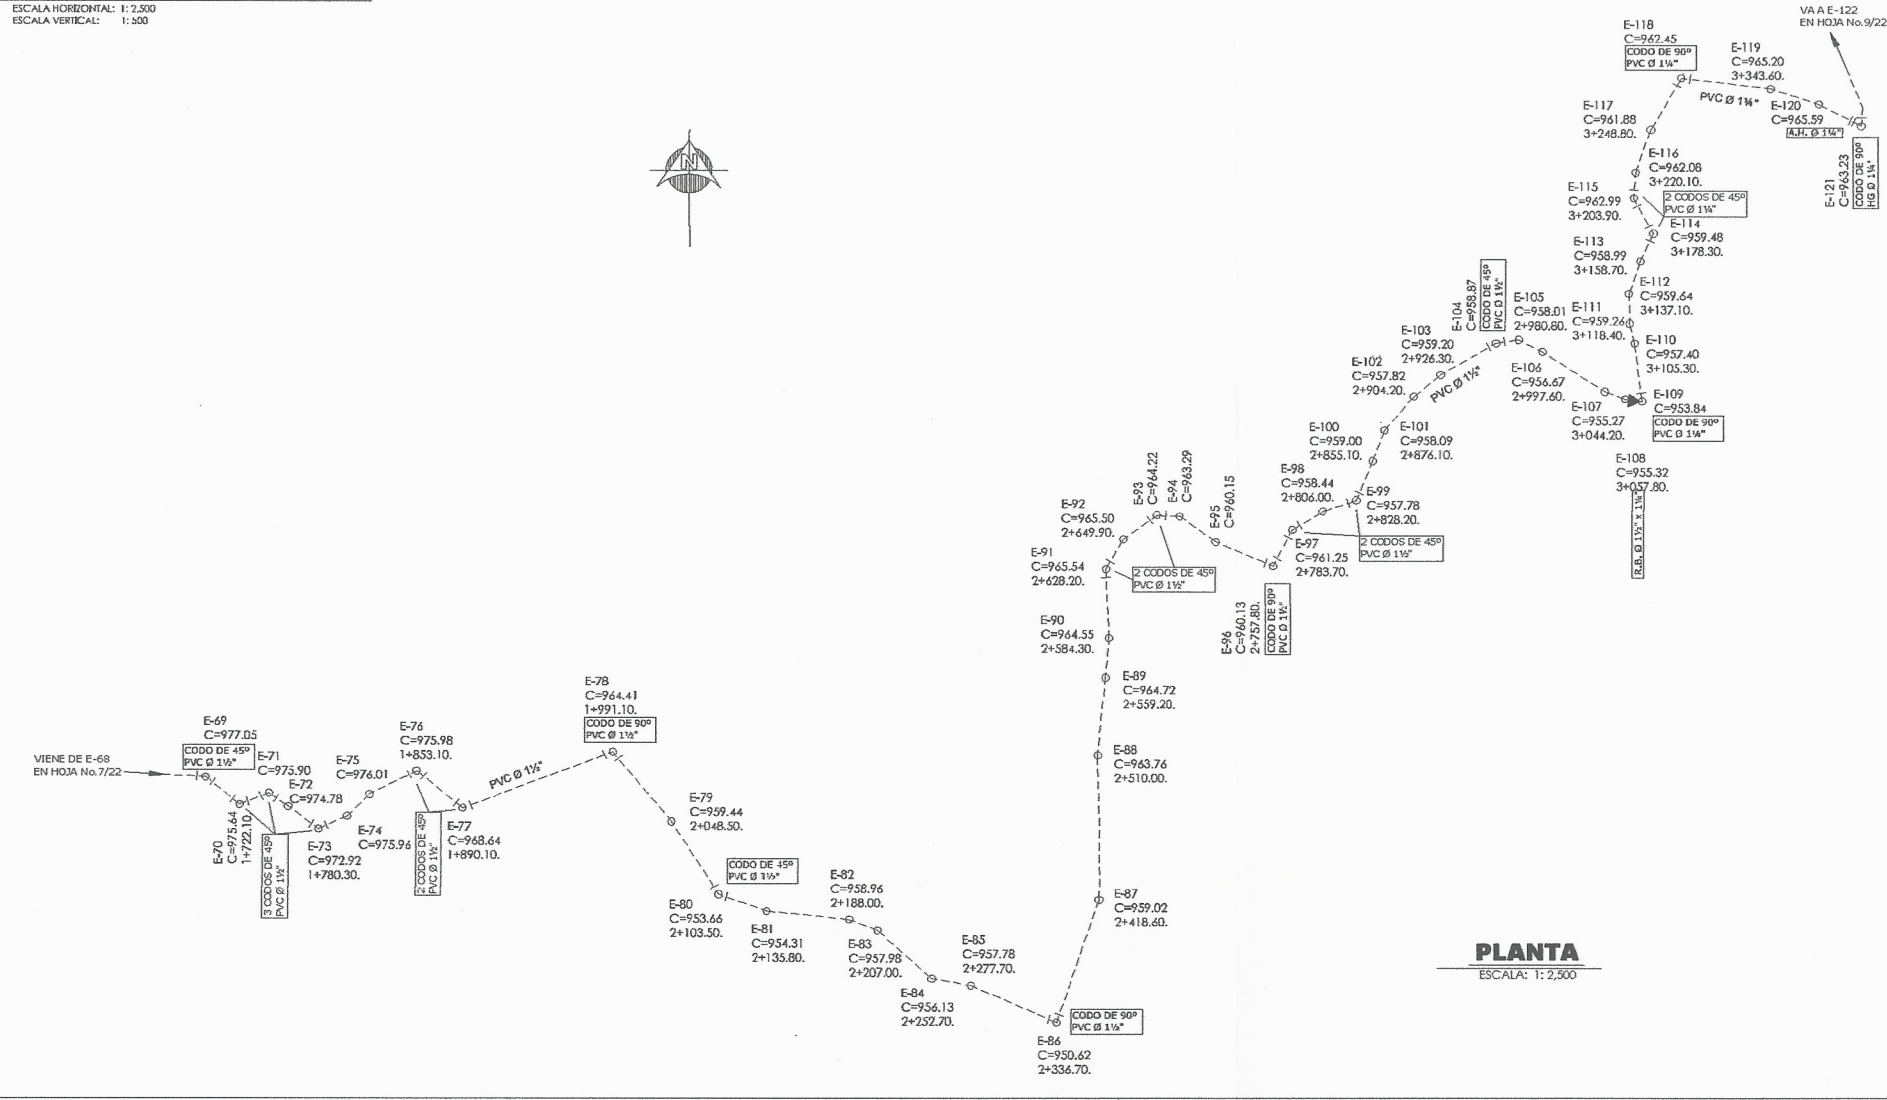 ESCALA HORIZONTAL: 1: 2,500
ESCALA VERTICAL: 1: 500
VIENE DE E-68
EN HOJA No.7/22
E-69
C=977.05
CODO DE 45º
PVC Ø 1½"
E-70
C=975.64
1+722.10.
E-71
C=975.90
E-72
C=974.78
3 CODOS DE 45º
PVC Ø 1½"
E-73
C=972.92
1+780.30.
E-74
C=975.96
E-75
C=976.01
E-76
C=975.98
1+853.10.
2 CODOS DE 45º
PVC Ø 1½"
E-77
C=968.64
1+890.10.
PVC Ø 1½"
E-78
C=964.41
1+991.10.
CODO DE 90º
PVC Ø 1½"
E-79
C=959.44
2+048.50.
E-80
C=953.66
2+103.50.
CODO DE 45º
PVC Ø 1½"
E-81
C=954.31
2+135.80.
E-82
C=958.96
2+188.00.
E-83
C=957.98
2+207.00.
E-84
C=956.13
2+252.70.
E-85
C=957.78
2+277.70.
E-86
C=950.62
2+336.70.
CODO DE 90º
PVC Ø 1½"
E-87
C=959.02
2+418.60.
E-88
C=963.76
2+510.00.
E-89
C=964.72
2+559.20.
E-90
C=964.55
2+584.30.
E-91
C=965.54
2+628.20.
E-92
C=965.50
2+649.90.
E-93
C=964.22
E-94
C=963.29
2 CODOS DE 45º
PVC Ø 1½"
E-95
C=960.15
E-96
C=960.13
2+757.80.
CODO DE 90º
PVC Ø 1½"
E-97
C=961.25
2+783.70.
E-98
C=958.44
2+806.00.
E-99
C=957.78
2+828.20.
2 CODOS DE 45º
PVC Ø 1½"
E-100
C=959.00
2+855.10.
E-101
C=958.09
2+876.10.
E-102
C=957.82
2+904.20.
E-103
C=959.20
2+926.30.
PVC Ø 1½"
E-104
C=958.87
CODO DE 45º
PVC Ø 1½"
E-105
C=958.01
2+980.80.
E-106
C=956.67
2+997.60.
E-107
C=955.27
3+044.20.
E-108
C=955.32
3+057.80.
R.B. Ø 1½" X 1¼"
E-109
C=953.84
CODO DE 90º
PVC Ø 1¼"
E-110
C=957.40
3+105.30.
E-111
C=959.26
3+118.40.
E-112
C=959.64
3+137.10.
E-113
C=958.99
3+158.70.
E-114
C=959.48
3+178.30.
2 CODOS DE 45º
PVC Ø 1¼"
E-115
C=962.99
3+203.90.
E-116
C=962.08
3+220.10.
E-117
C=961.88
3+248.80.
E-118
C=962.45
CODO DE 90º
PVC Ø 1¼"
E-119
C=965.20
3+343.60.
PVC Ø 1¼"
E-120
C=965.59
A.H. Ø 1¼"
E-121
C=963.23
CODO DE 90º
HG Ø 1¼"
VA A E-122
EN HOJA No.9/22
N
PLANTA
ESCALA: 1: 2,500